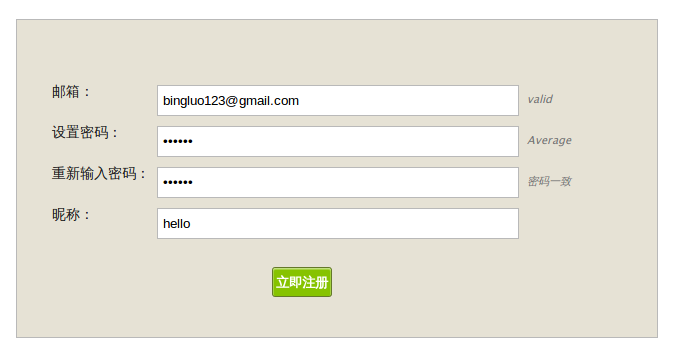 邮箱： bingluo123@gmail.com valid
设置密码： •••••• Average
重新输入密码： •••••• 密码一致
昵称： hello
立即注册